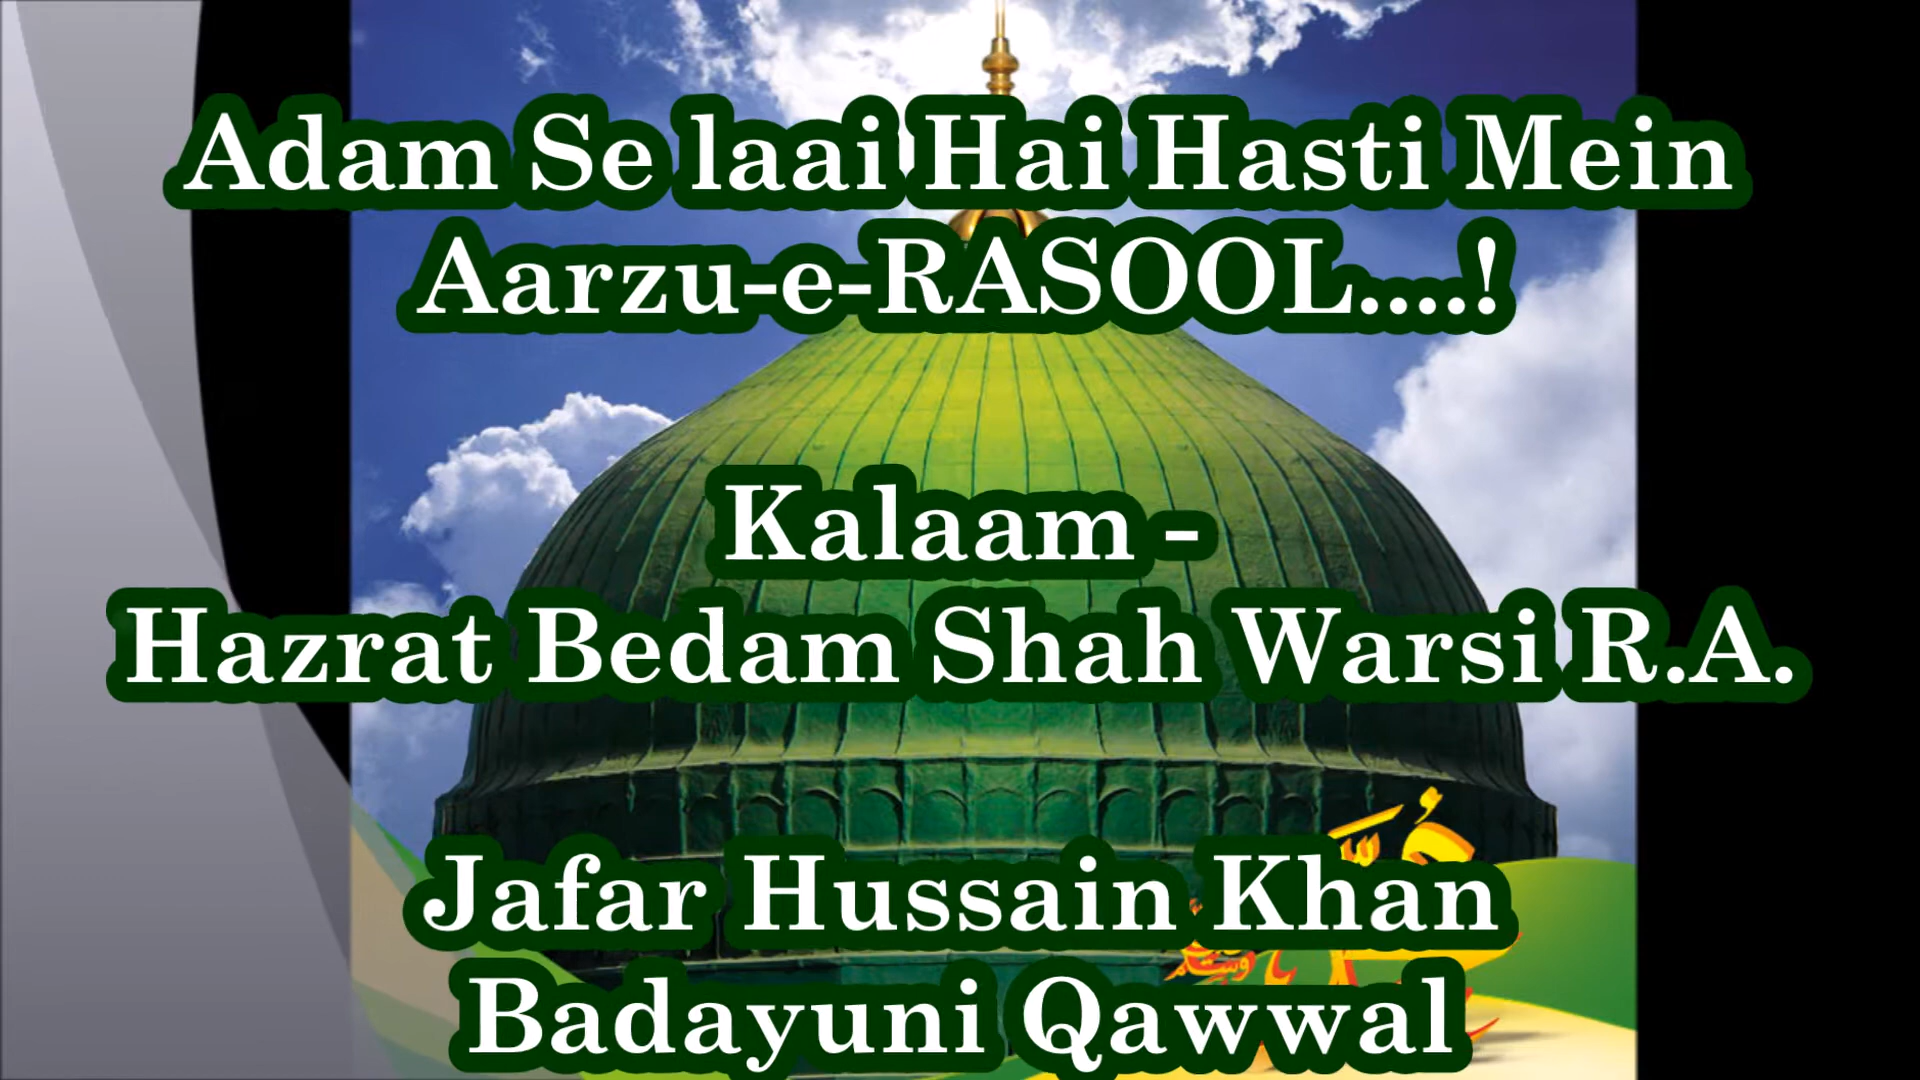 Adam Se laai Hai Hasti Mein
Aarzu-e-RASOOL....!
Kalaam -
Hazrat Bedam Shah Warsi R.A.
Jafar Hussain Khan
Badayuni Qawwal